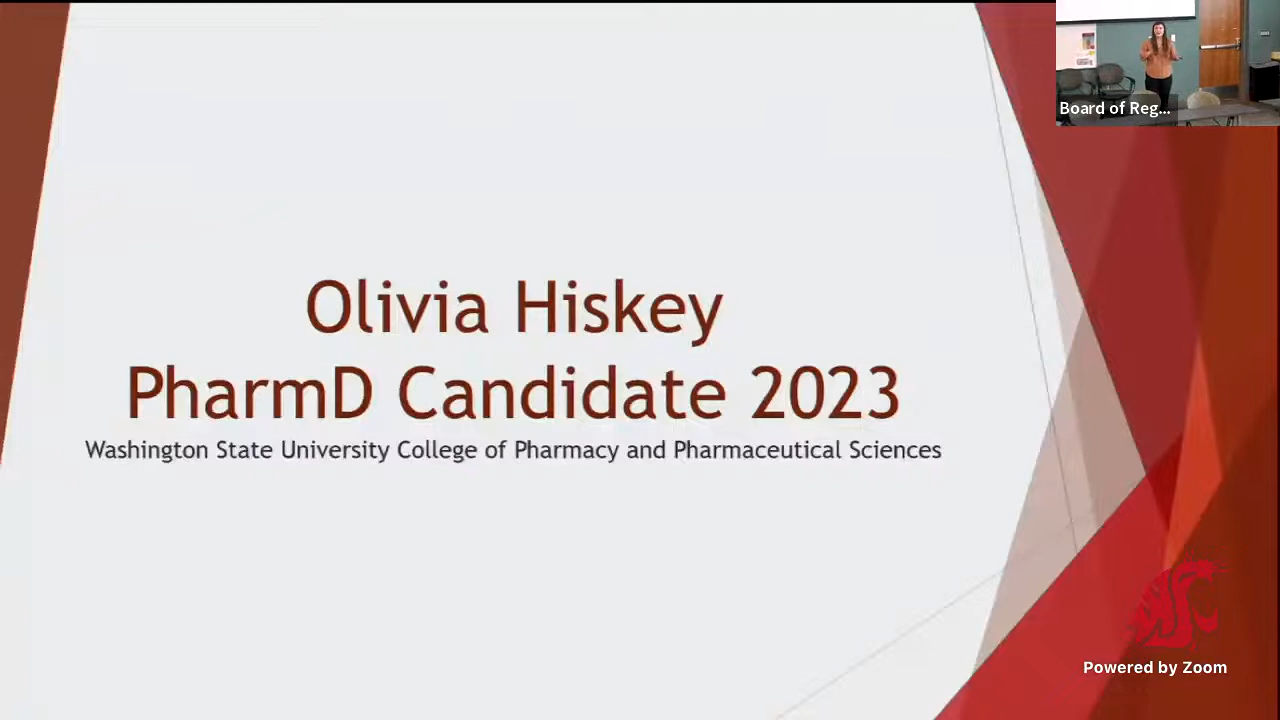 Board of Reg...
Olivia Hiskey
PharmD Candidate 2023
Washington State University College of Pharmacy and Pharmaceutical Sciences
Powered by Zoom